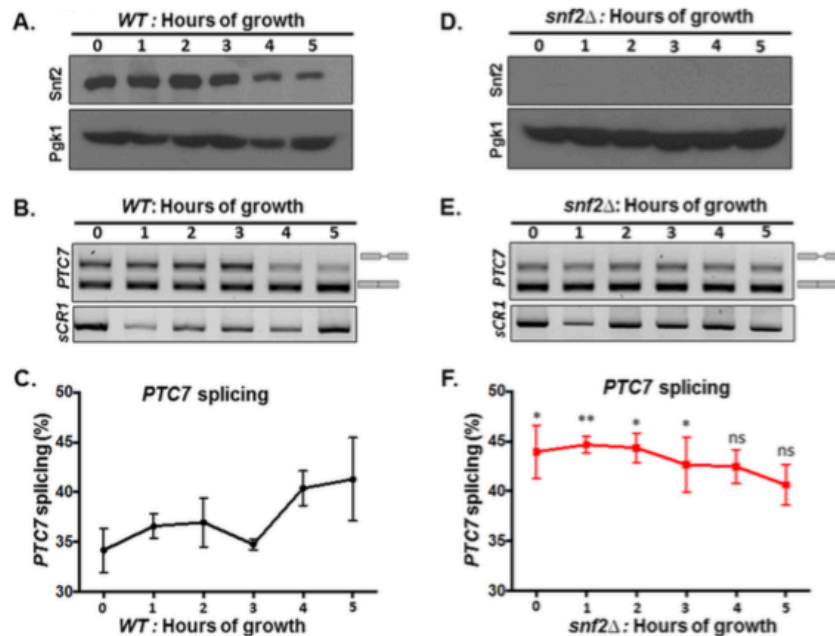 A.
WT : Hours of growth
0 1 2 3 4 5
Snf2
Pgk1
B.
WT: Hours of growth
0 1 2 3 4 5
PTC7
sCR1
C.
PTC7 splicing
PTC7 splicing (%)
50
45
40
35
30
0 1 2 3 4 5
WT : Hours of growth
D.
snf2Δ: Hours of growth
0 1 2 3 4 5
Snf2
Pgk1
E.
snf2Δ: Hours of growth
0 1 2 3 4 5
PTC7
sCR1
F.
PTC7 splicing
PTC7 splicing (%)
50
45
40
35
30
* ** * * ns ns
0 1 2 3 4 5
snf2Δ: Hours of growth